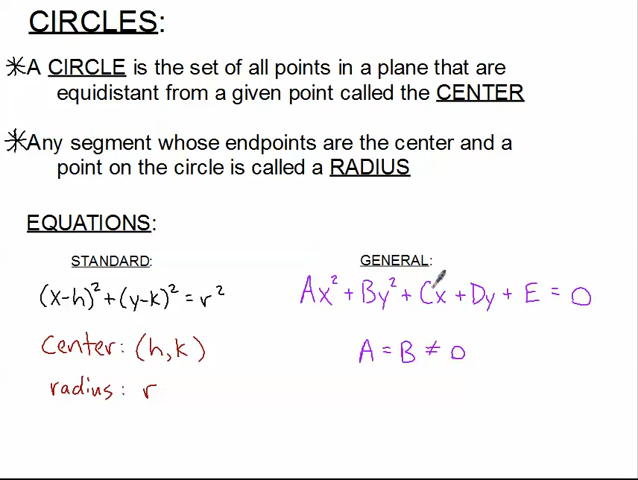 CIRCLES:
*A CIRCLE is the set of all points in a plane that are
equidistant from a given point called the CENTER
*Any segment whose endpoints are the center and a
point on the circle is called a RADIUS
EQUATIONS:
STANDARD:
(x-h)² + (y-k)² = r²
Center: (h, k)
radius: r
GENERAL:
Ax² + By² + Cx + Dy + E = 0
A = B ≠ 0